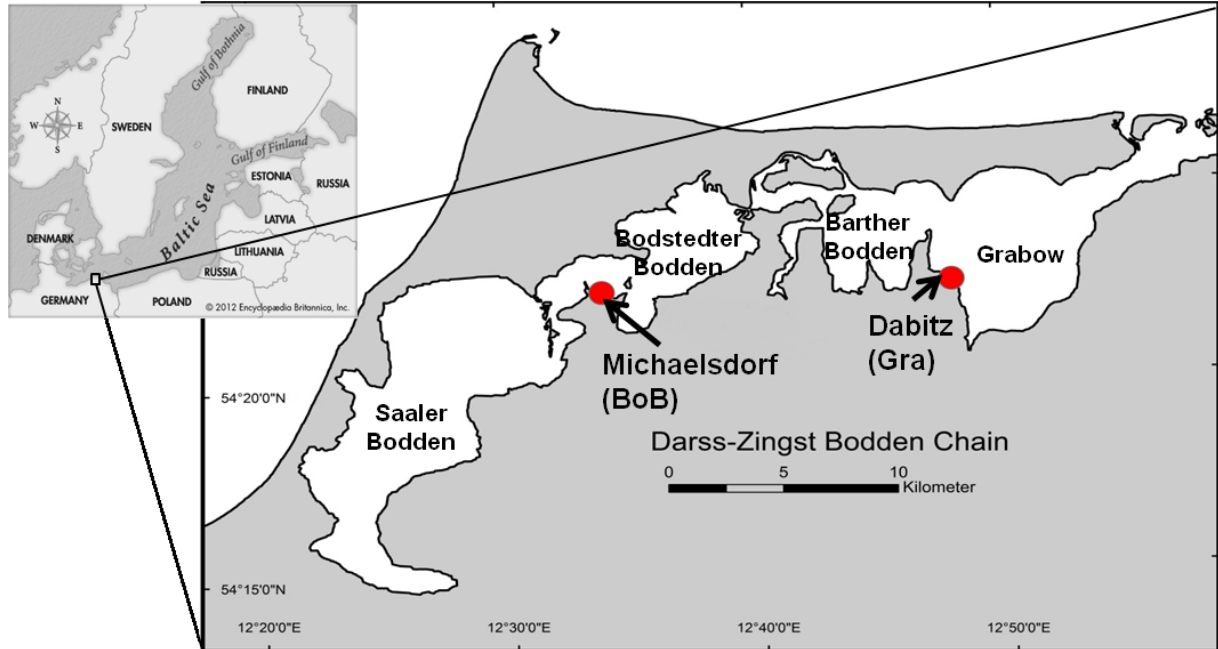 Gulf of Bothnia
FINLAND
N
W E
S
SWEDEN
Gulf of Finland
ESTONIA
RUSSIA
Baltic Sea
LATVIA
DENMARK
LITHUANIA
RUSSIA
GERMANY
POLAND
© 2012 Encyclopædia Britannica, Inc.
Bodstedter
Bodden
Barther
Bodden
Grabow
Dabitz
(Gra)
Michaelsdorf
(BoB)
Saaler
Bodden
Darss-Zingst Bodden Chain
0 5 10
Kilometer
54°20'0"N
54°15'0"N
12°20'0"E 12°30'0"E 12°40'0"E 12°50'0"E